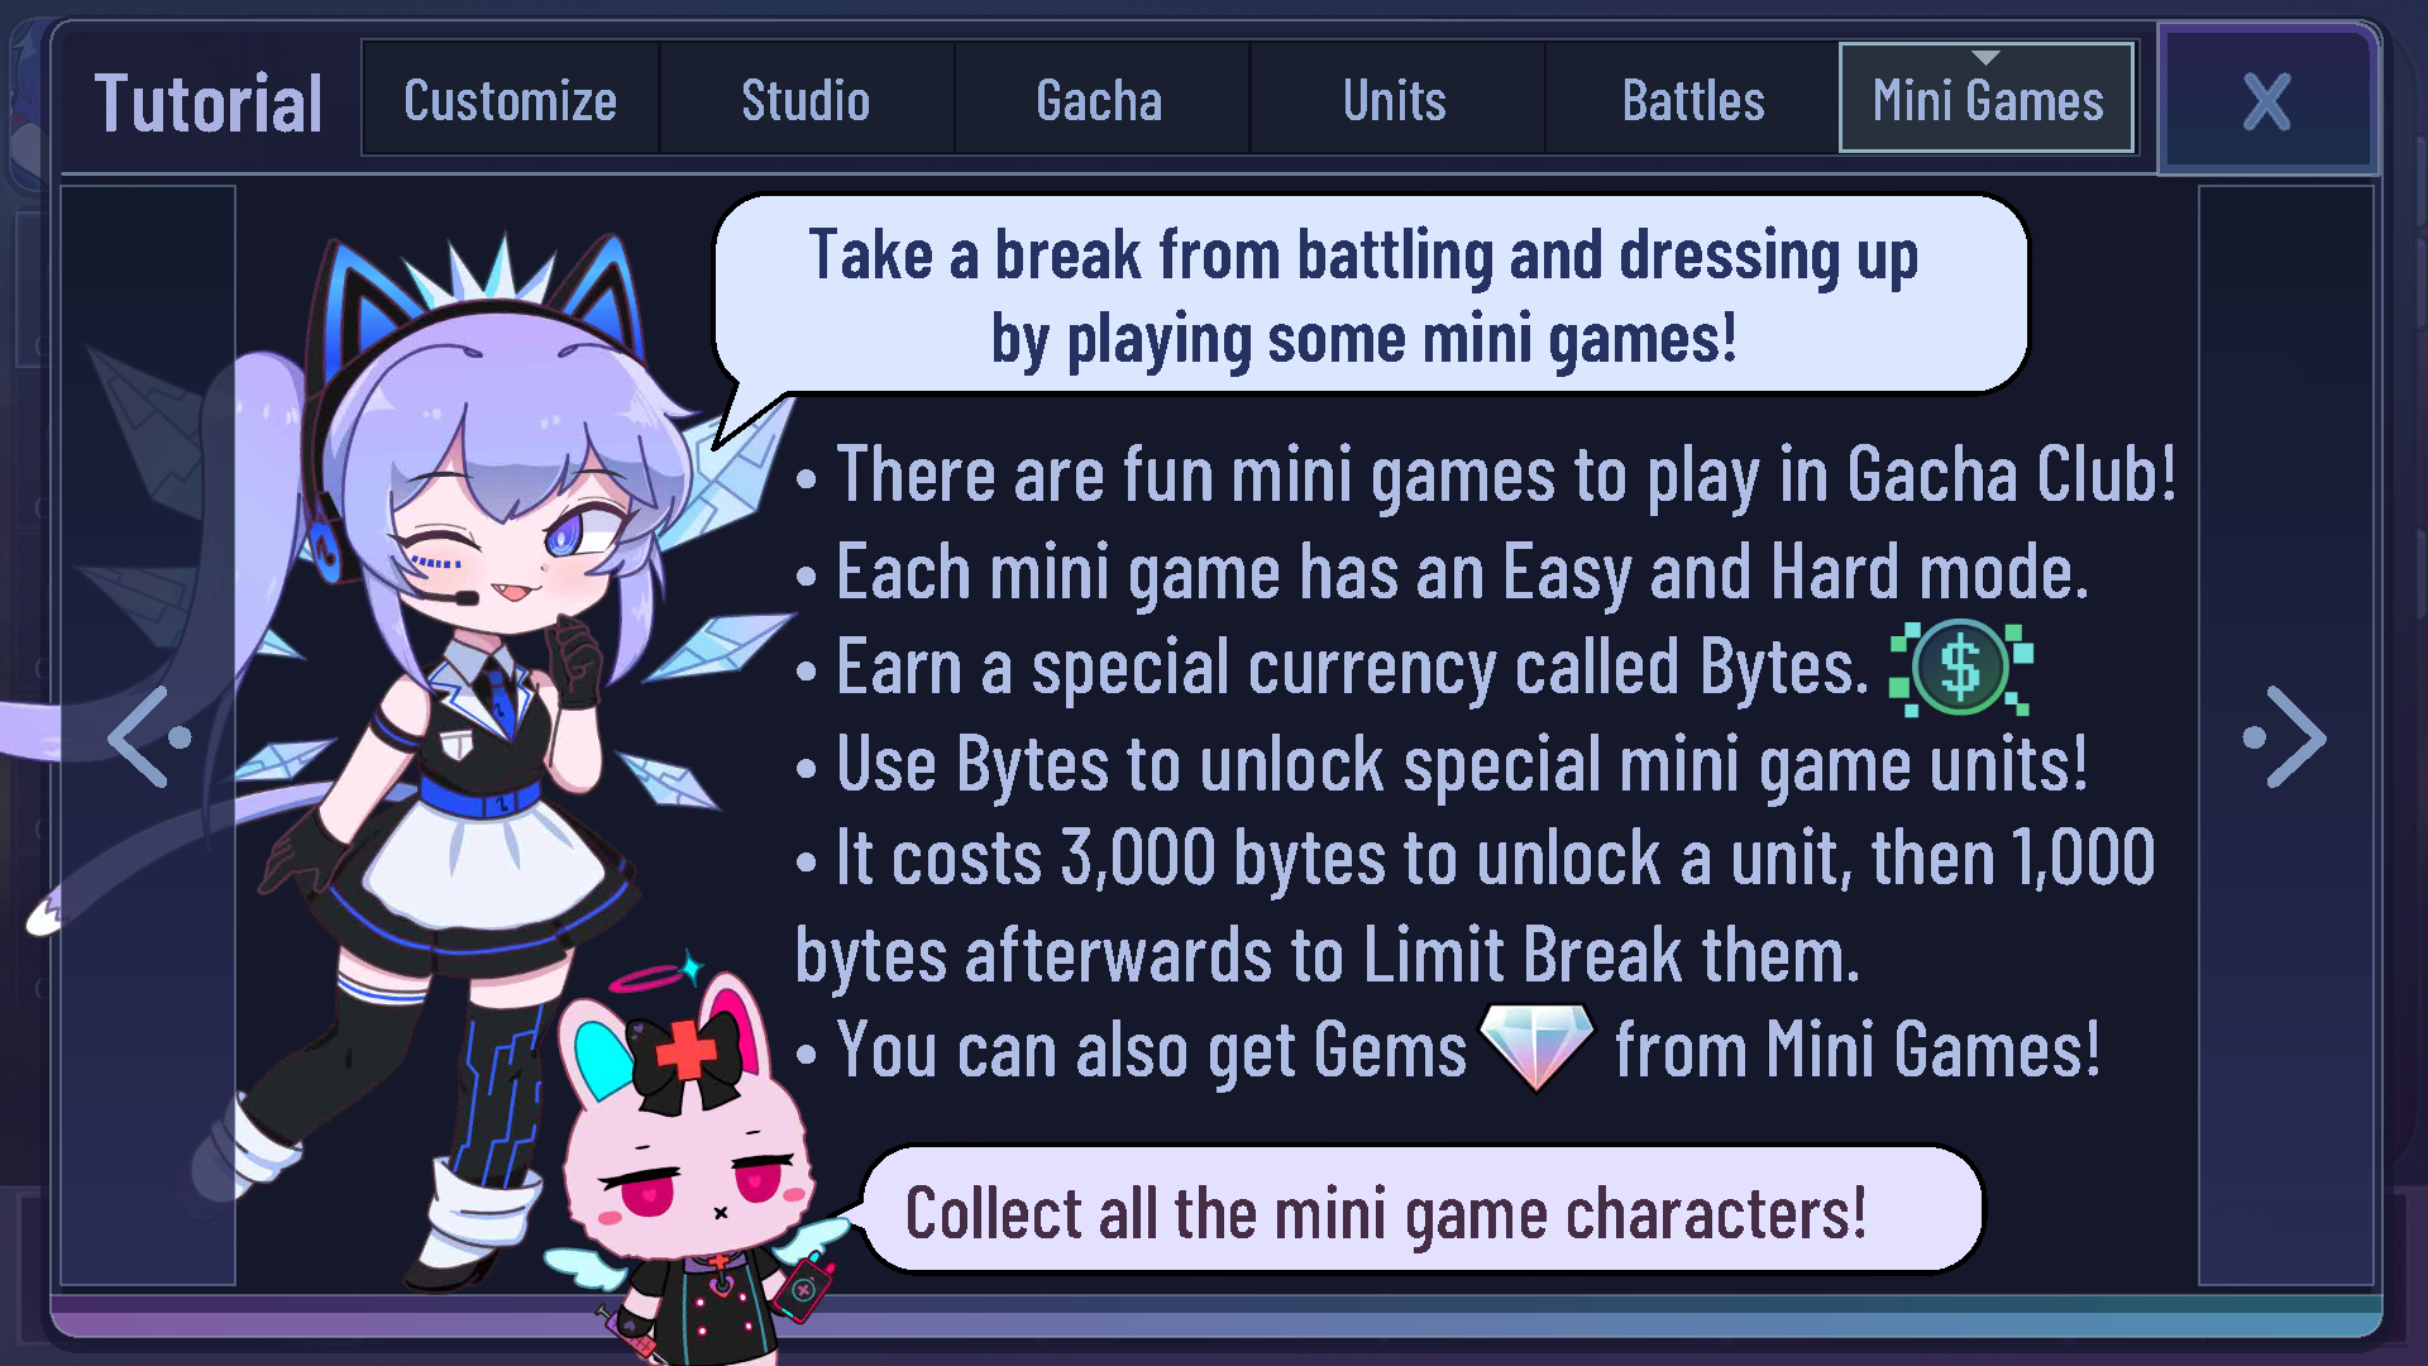 Tutorial
Customize
Studio
Gacha
Units
Battles
Mini Games
X
Take a break from battling and dressing up
by playing some mini games!
• There are fun mini games to play in Gacha Club!
• Each mini game has an Easy and Hard mode.
• Earn a special currency called Bytes.
$
• Use Bytes to unlock special mini game units!
• It costs 3,000 bytes to unlock a unit, then 1,000
bytes afterwards to Limit Break them.
• You can also get Gems from Mini Games!
Collect all the mini game characters!